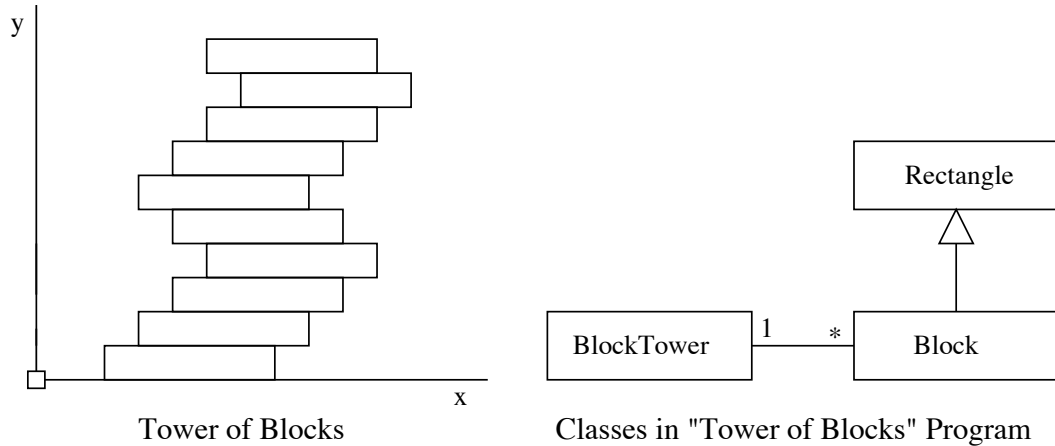 y
x
Tower of Blocks
Rectangle
BlockTower
1
*
Block
Classes in "Tower of Blocks" Program